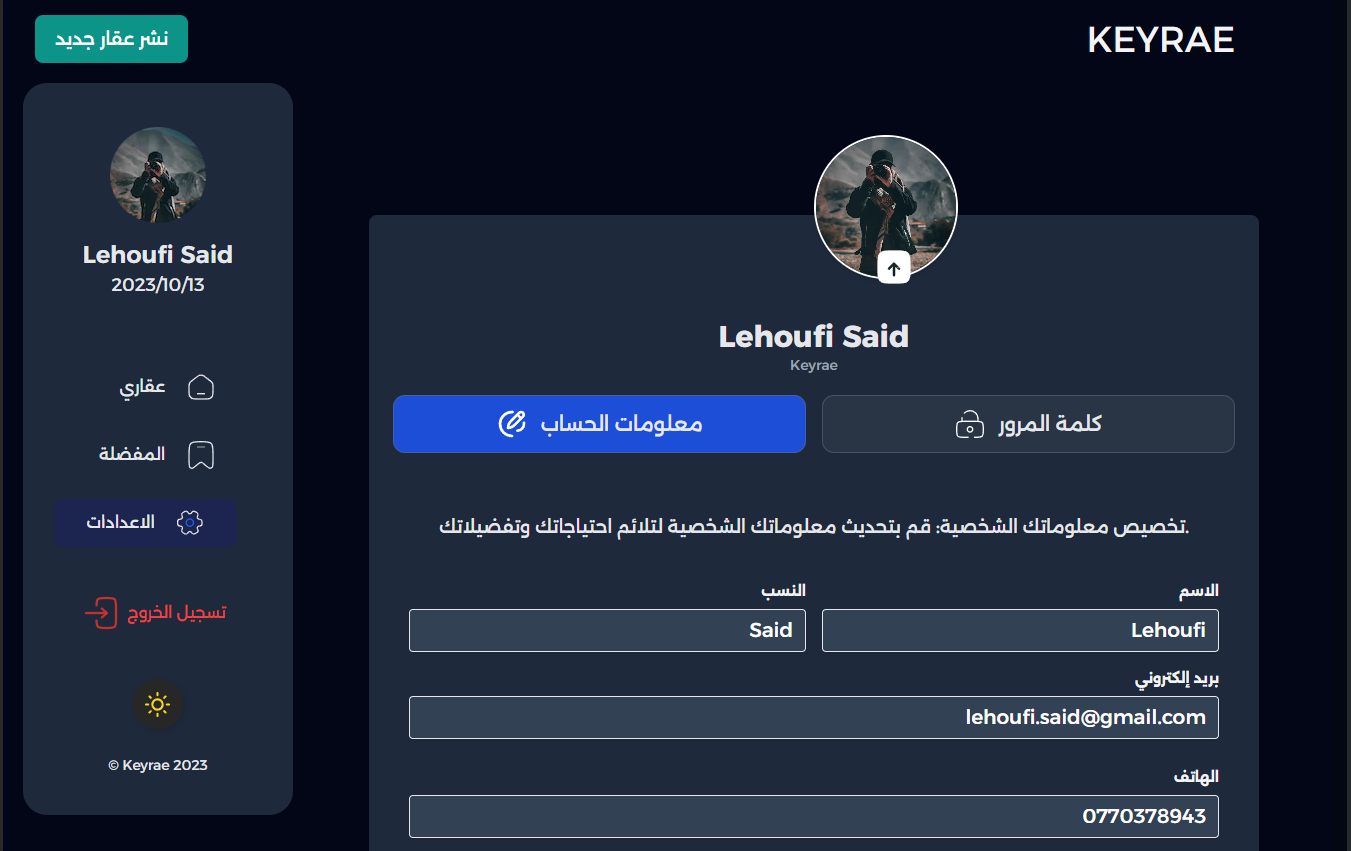 KEYRAE
نشر عقار جديد
Lehoufi Said
2023/10/13
عقاري
المفضلة
الاعدادات
تسجيل الخروج
© Keyrae 2023
Lehoufi Said
Keyrae
كلمة المرور
معلومات الحساب
.تخصيص معلوماتك الشخصية: قم بتحديث معلوماتك الشخصية لتلائم احتياجاتك وتفضيلاتك
الاسم
Lehoufi
النسب
Said
بريد إلكتروني
lehoufi.said@gmail.com
الهاتف
0770378943